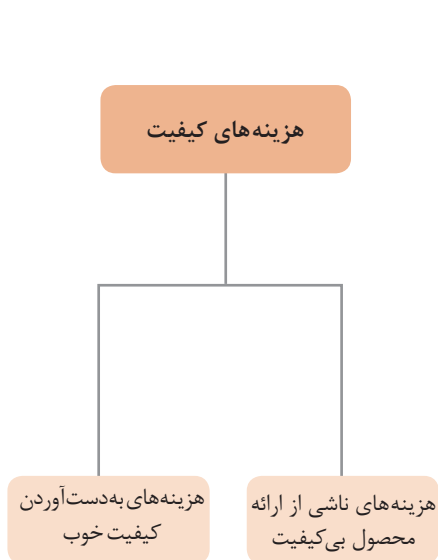 هزینه‌های کیفیت
هزینه‌های ناشی از ارائه
محصول بی‌کیفیت
هزینه‌های به‌دست‌آوردن
کیفیت خوب